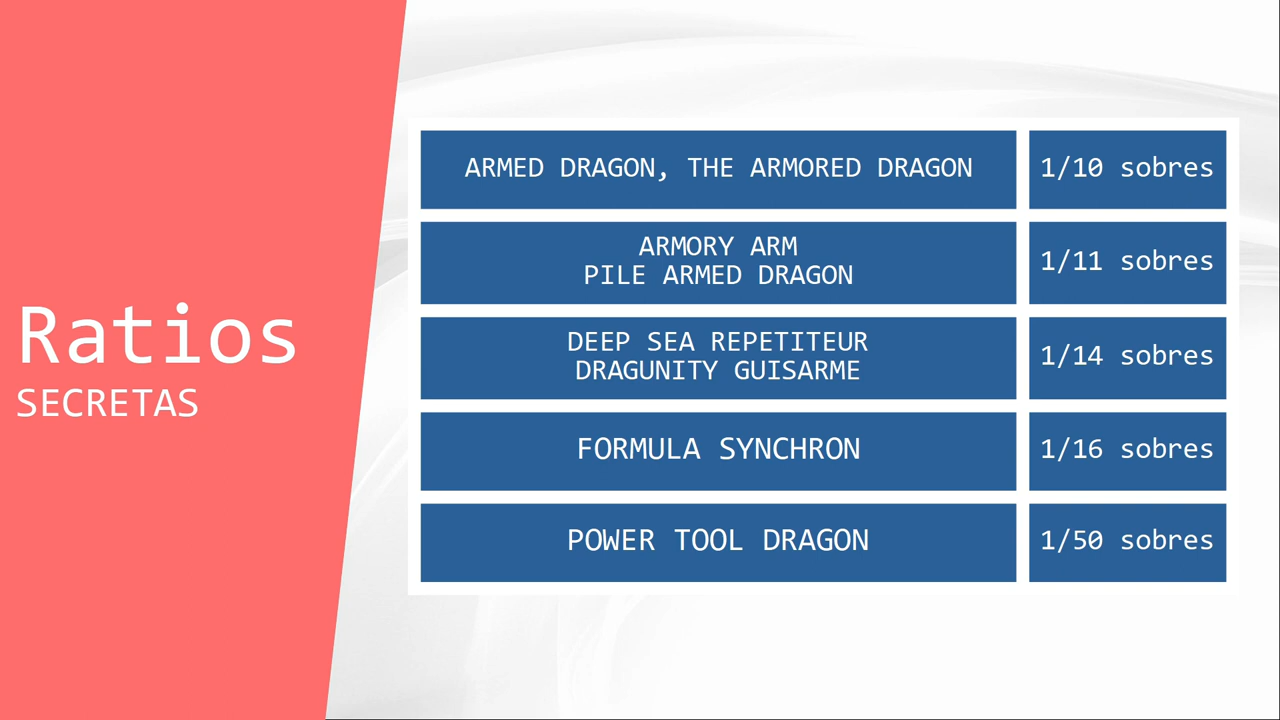 Ratios
SECRETAS
ARMED DRAGON, THE ARMORED DRAGON
1/10 sobres
ARMORY ARM
PILE ARMED DRAGON
1/11 sobres
DEEP SEA REPETITEUR
DRAGUNITY GUISARME
1/14 sobres
FORMULA SYNCHRON
1/16 sobres
POWER TOOL DRAGON
1/50 sobres